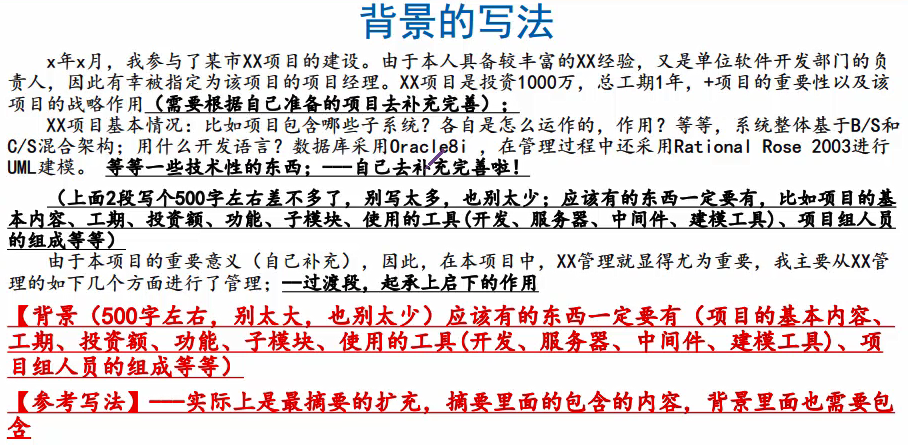 背景的写法
x年x月，我参与了某市XX项目的建设。由于本人具备较丰富的XX经验，又是单位软件开发部门的负
责人，因此有幸被指定为该项目的项目经理。XX项目是投资1000万，总工期1年，+项目的重要性以及该
项目的战略作用（需要根据自己准备的项目去补充完善）；
XX项目基本情况：比如项目包含哪些子系统？各自是怎么运作的，作用？等等，系统整体基于B/S和
C/S混合架构；用什么开发语言？数据库采用Oracle8i ，在管理过程中还采用Rational Rose 2003进行
UML建模。 等等一些技术性的东西；---自己去补充完善啦！
（上面2段写个500字左右差不多了，别写太多，也别太少；应该有的东西一定要有，比如项目的基
本内容、工期、投资额、功能、子模块、使用的工具(开发、服务器、中间件、建模工具)、项目组人员
的组成等等）
由于本项目的重要意义（自己补充），因此，在本项目中，XX管理就显得尤为重要，我主要从XX管
理的如下几个方面进行了管理；—过渡段，起承上启下的作用
【背景（500字左右，别太大，也别太少）应该有的东西一定要有（项目的基本内容、
工期、投资额、功能、子模块、使用的工具(开发、服务器、中间件、建模工具)、项
目组人员的组成等等）
【参考写法】---实际上是最摘要的扩充，摘要里面的包含的内容，背景里面也需要包
含